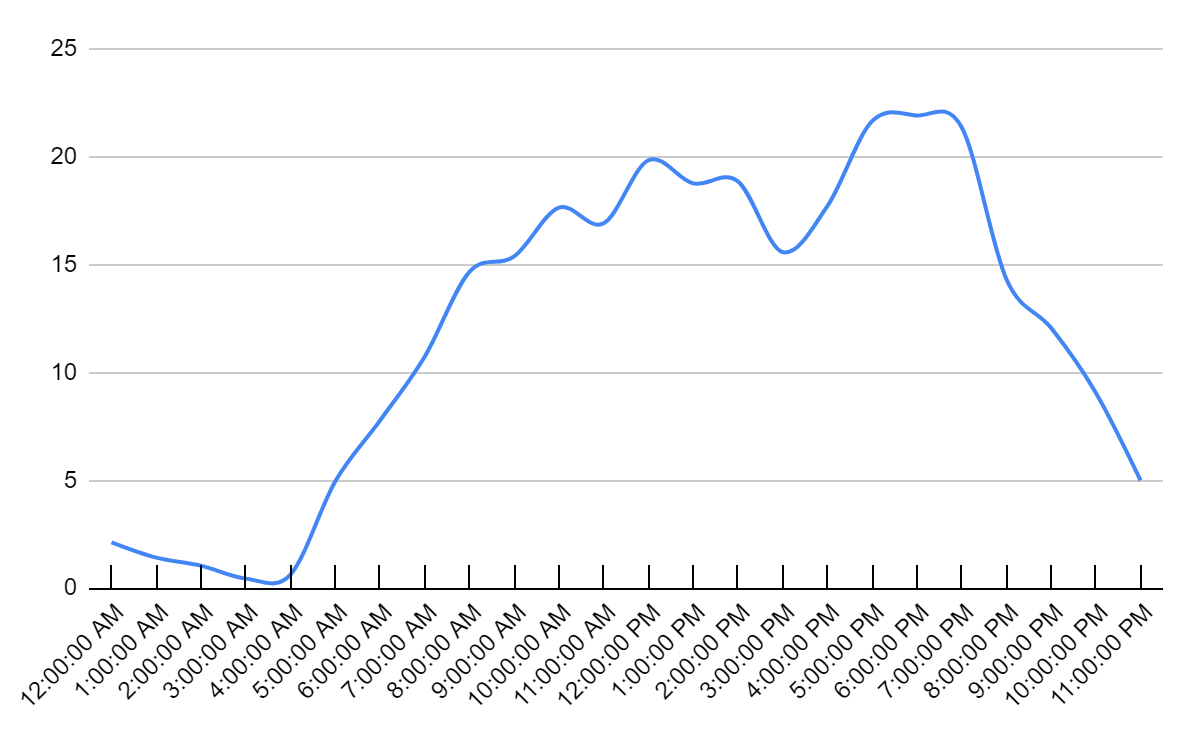 25
20
15
10
5
0
12:00:00 AM
1:00:00 AM
2:00:00 AM
3:00:00 AM
4:00:00 AM
5:00:00 AM
6:00:00 AM
7:00:00 AM
8:00:00 AM
9:00:00 AM
10:00:00 AM
11:00:00 AM
12:00:00 PM
1:00:00 PM
2:00:00 PM
3:00:00 PM
4:00:00 PM
5:00:00 PM
6:00:00 PM
7:00:00 PM
8:00:00 PM
9:00:00 PM
10:00:00 PM
11:00:00 PM